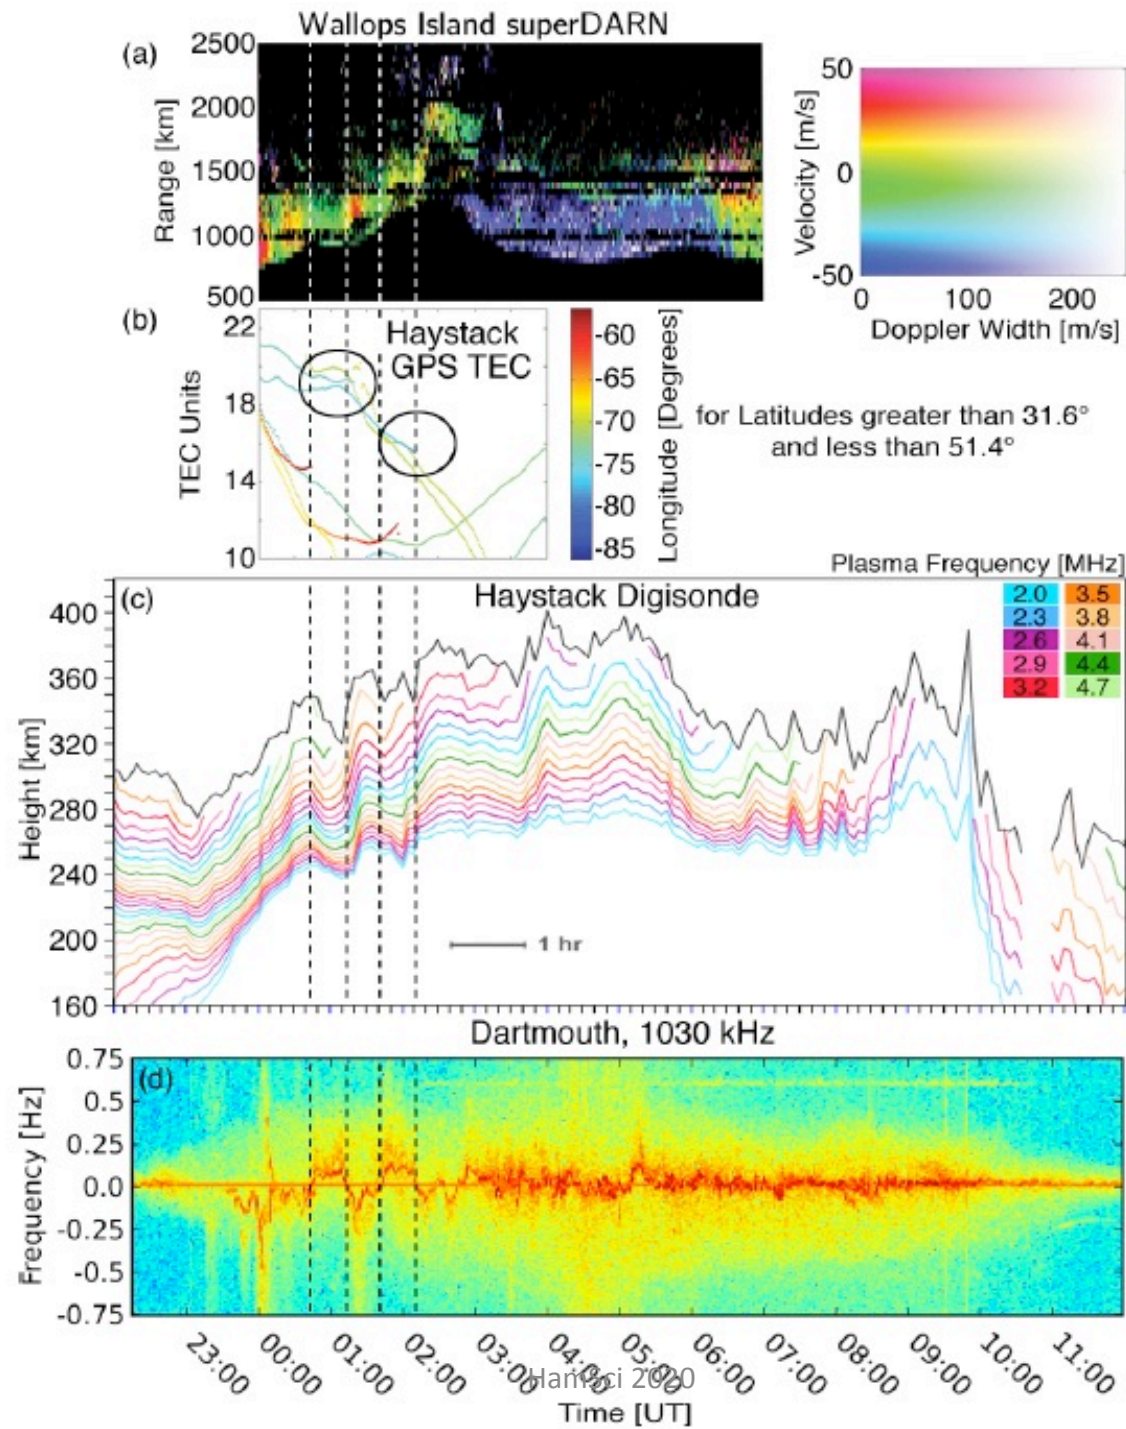 Wallops Island superDARN
(a)
2500
2000
1500
1000
500
Range [km]
50
0
-50
Velocity [m/s]
0 100 200
Doppler Width [m/s]
(b)
22
18
14
10
TEC Units
Haystack
GPS TEC
-60
-65
-70
-75
-80
-85
Longitude [Degrees]
for Latitudes greater than 31.6°
and less than 51.4°
Plasma Frequency [MHz]
2.0 3.5
2.3 3.8
2.6 4.1
2.9 4.4
3.2 4.7
(c)
Haystack Digisonde
400
360
320
280
240
200
160
Height [km]
1 hr
Dartmouth, 1030 kHz
(d)
0.75
0.5
0.25
0.0
-0.25
-0.5
-0.75
Frequency [Hz]
23:00 00:00 01:00 02:00 03:00 04:00 05:00 06:00 07:00 08:00 09:00 10:00 11:00
HamSci 2020
Time [UT]